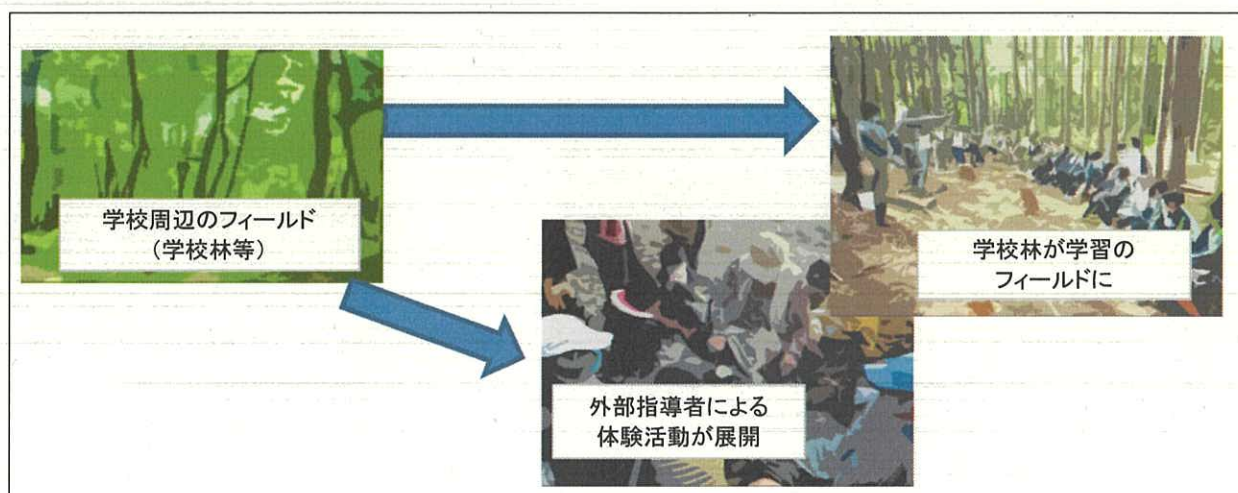 学校周辺のフィールド
（学校林等）
学校林が学習の
フィールドに
外部指導者による
体験活動が展開